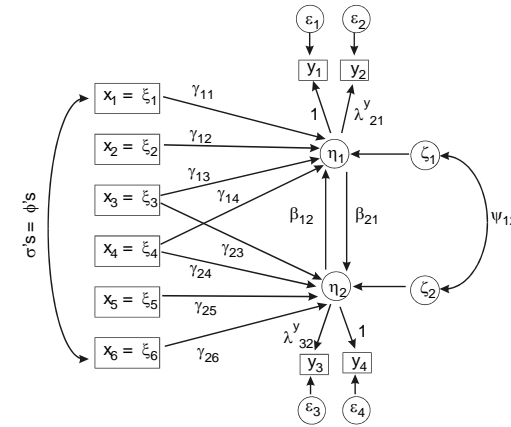 ε1 ε2
y1 y2
1 λy21
x1 = ξ1 γ11
x2 = ξ2 γ12
η1 ζ1
x3 = ξ3 γ13
γ14
σ's = ϕ's
β12 β21
ψ12
x4 = ξ4 γ23
γ24
η2 ζ2
x5 = ξ5 γ25
x6 = ξ6 γ26
λy32 1
y3 y4
ε3 ε4